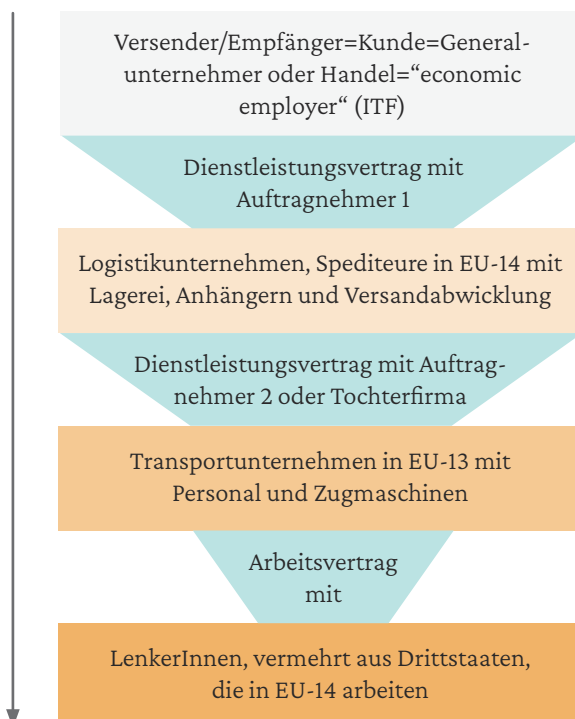 Versender/Empfänger=Kunde=General-
unternehmer oder Handel=“economic
employer“ (ITF)
Dienstleistungsvertrag mit
Auftragnehmer 1
Logistikunternehmen, Spediteure in EU-14 mit
Lagerei, Anhängern und Versandabwicklung
Dienstleistungsvertrag mit Auftrag-
nehmer 2 oder Tochterfirma
Transportunternehmen in EU-13 mit
Personal und Zugmaschinen
Arbeitsvertrag
mit
LenkerInnen, vermehrt aus Drittstaaten,
die in EU-14 arbeiten